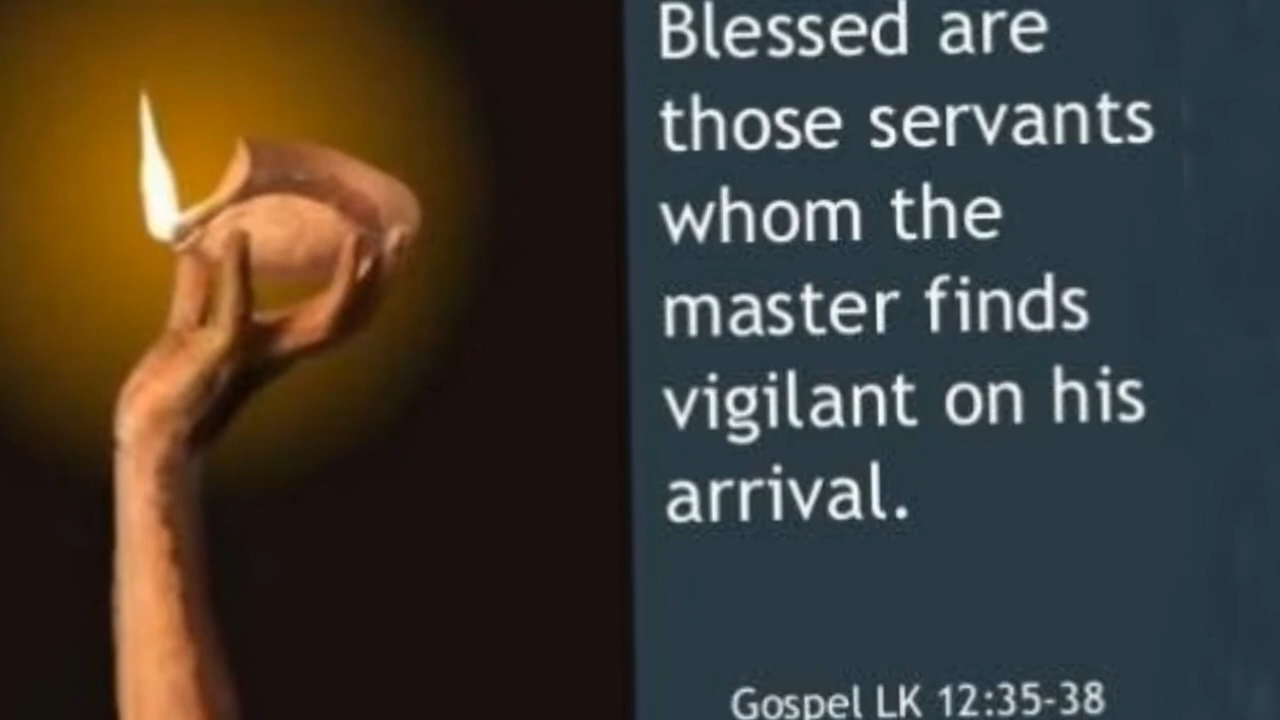 Blessed are
those servants
whom the
master finds
vigilant on his
arrival.
Gospel LK 12:35-38